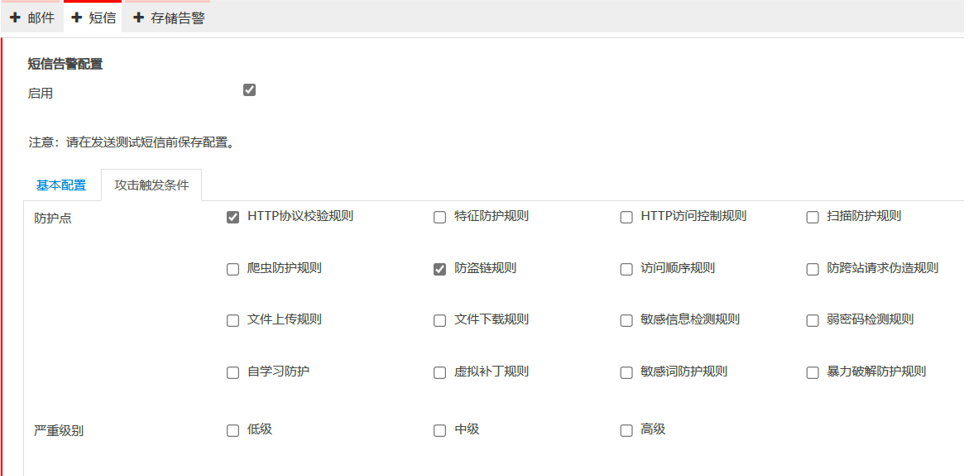 邮件 短信 存储告警
短信告警配置
启用
注意：请在发送测试短信前保存配置。
基本配置 攻击触发条件
防护点 HTTP协议校验规则 特征防护规则 HTTP访问控制规则 扫描防护规则
爬虫防护规则 防盗链规则 访问顺序规则 防跨站请求伪造规则
文件上传规则 文件下载规则 敏感信息检测规则 弱密码检测规则
自学习防护 虚拟补丁规则 敏感词防护规则 暴力破解防护规则
严重级别 低级 中级 高级